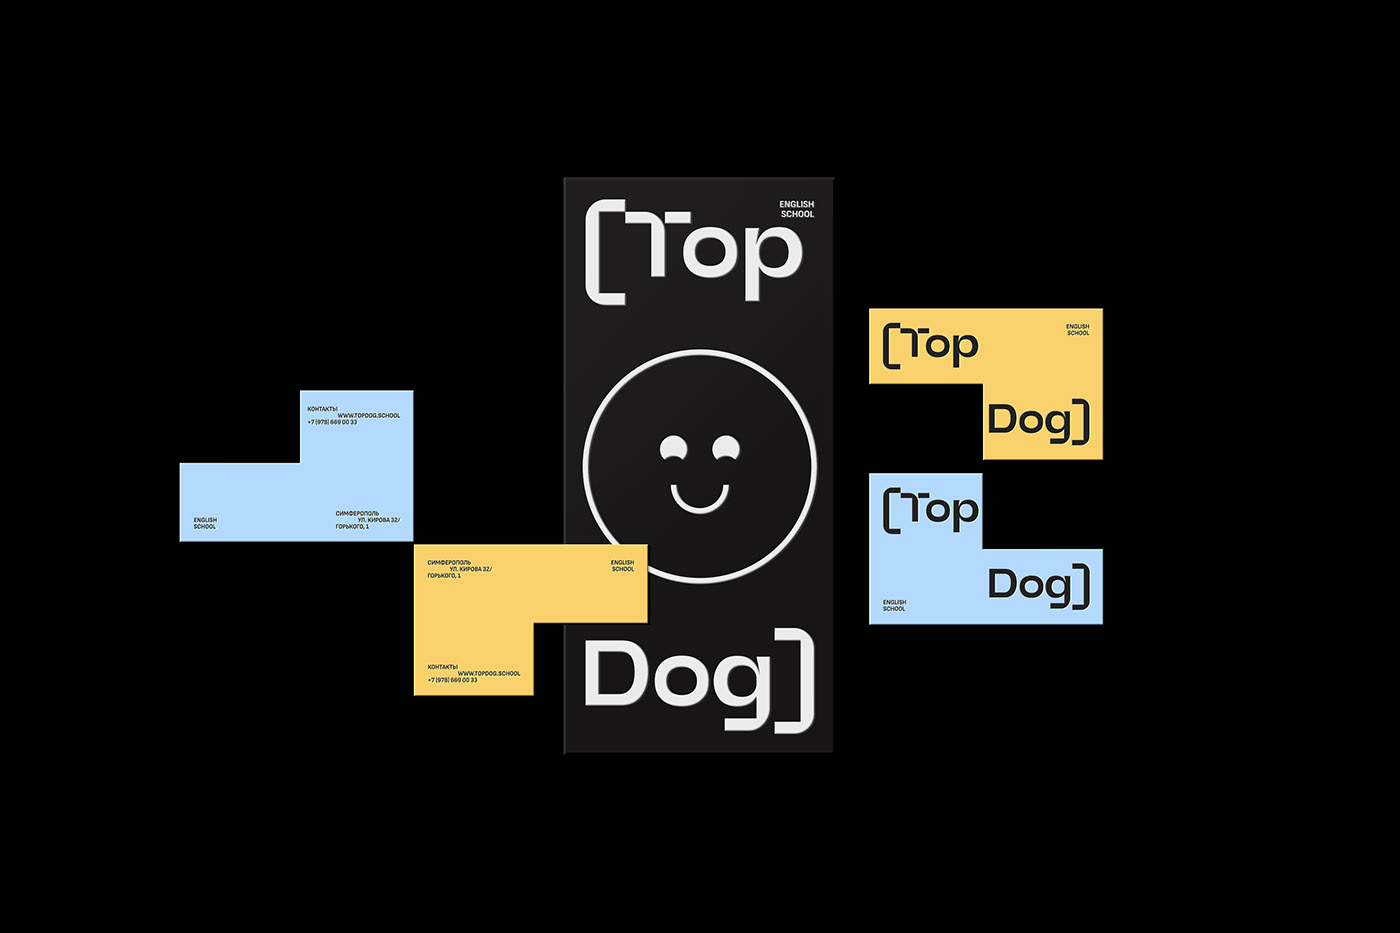 [Top
ENGLISH
SCHOOL
Dog]
КОНТАКТЫ
WWW.TOPDOG.SCHOOL
+7 (978) 669 00 33
ENGLISH
SCHOOL
СИМФЕРОПОЛЬ
УЛ. КИРОВА 32/
ГОРЬКОГО, 1
СИМФЕРОПОЛЬ
УЛ. КИРОВА 32/
ГОРЬКОГО, 1
ENGLISH
SCHOOL
КОНТАКТЫ
WWW.TOPDOG.SCHOOL
+7 (978) 669 00 33
[Top
ENGLISH
SCHOOL
Dog]
[Top
Dog]
ENGLISH
SCHOOL